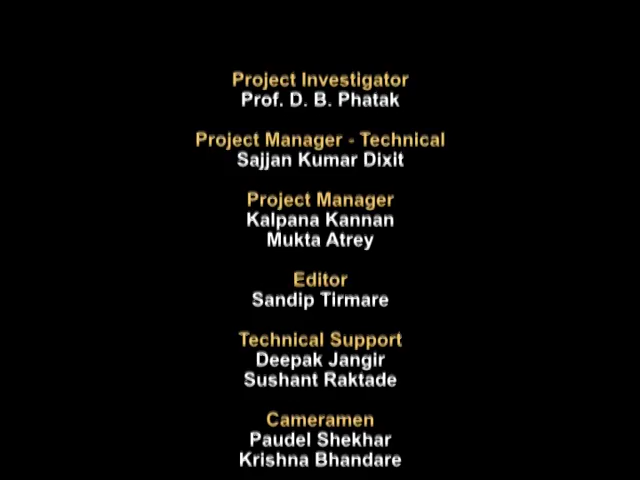 Project Investigator
Prof. D. B. Phatak
Project Manager - Technical
Sajjan Kumar Dixit
Project Manager
Kalpana Kannan
Mukta Atrey
Editor
Sandip Tirmare
Technical Support
Deepak Jangir
Sushant Raktade
Cameramen
Paudel Shekhar
Krishna Bhandare